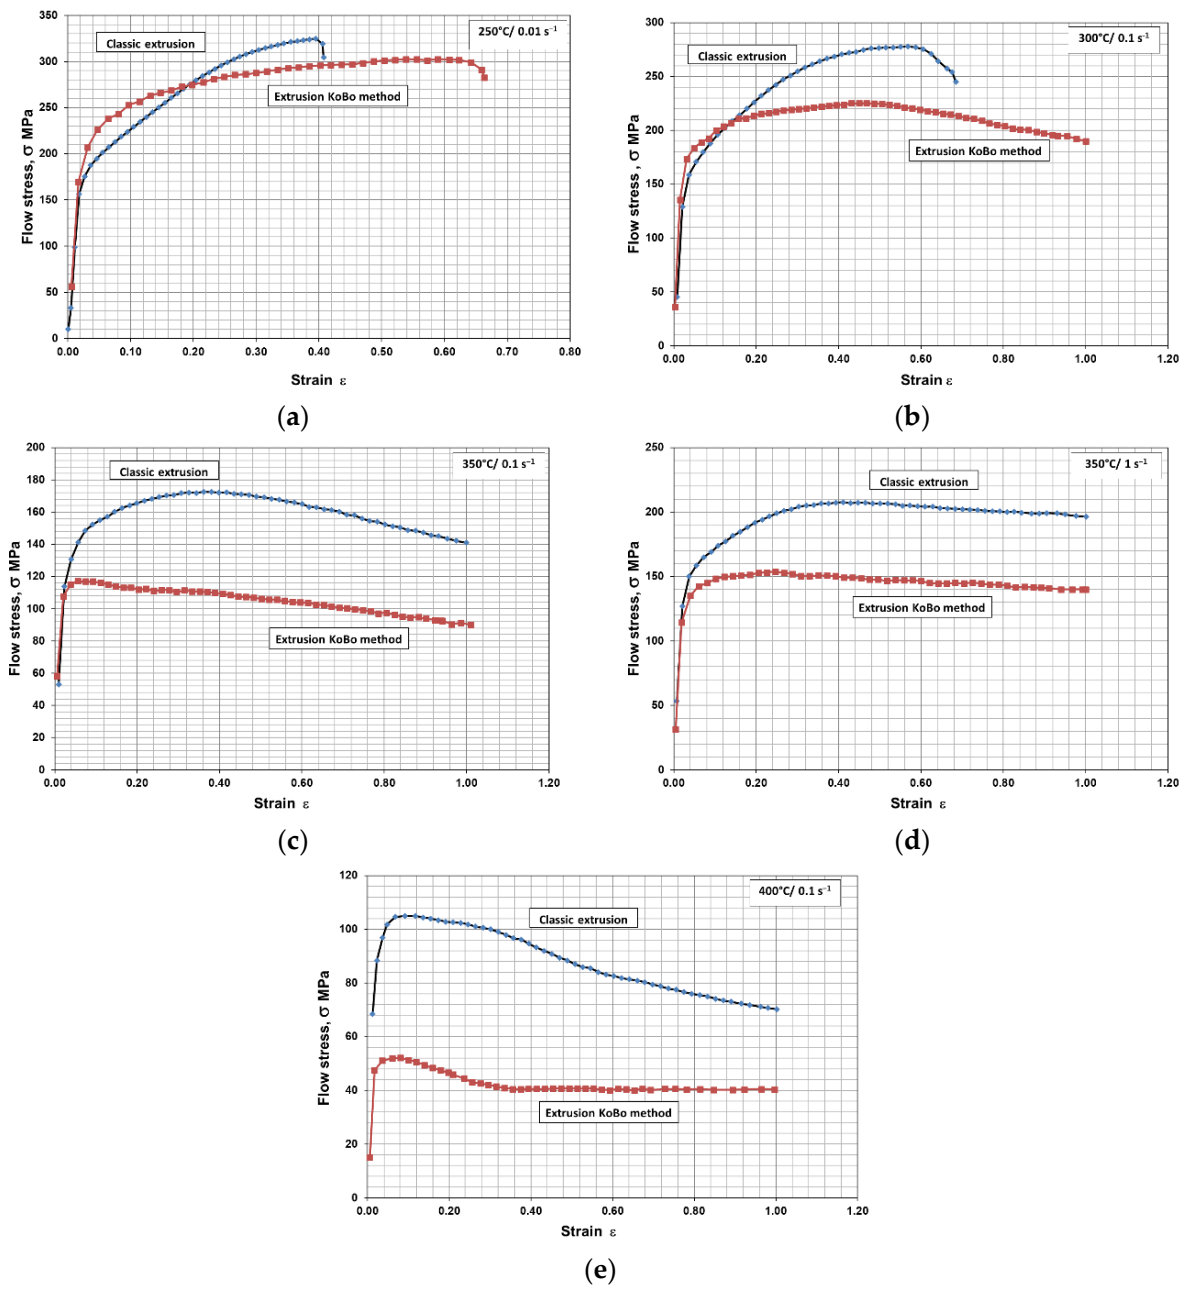 350
300
250
200
150
100
50
0
Flow stress, σ MPa
Classic extrusion
250°C/ 0.01 s⁻¹
Extrusion KoBo method
0.00 0.10 0.20 0.30 0.40 0.50 0.60 0.70 0.80
Strain ε
(a)
300
250
200
150
100
50
0
Flow stress , σ MPa
Classic extrusion
300°C/ 0.1 s⁻¹
Extrusion KoBo method
0.00 0.20 0.40 0.60 0.80 1.00 1.20
Strain ε
(b)
200
180
160
140
120
100
80
60
40
20
0
Flow stress, σ MPa
Classic extrusion
350°C/ 0.1 s⁻¹
Extrusion KoBo method
0.00 0.20 0.40 0.60 0.80 1.00 1.20
Strain ε
(c)
250
200
150
100
50
0
Flow stress, σ MPa
Classic extrusion
350°C/ 1 s⁻¹
Extrusion KoBo method
0.00 0.20 0.40 0.60 0.80 1.00 1.20
Strain ε
(d)
120
100
80
60
40
20
0
Flow stress, σ MPa
Classic extrusion
400°C/ 0.1 s⁻¹
Extrusion KoBo method
0.00 0.20 0.40 0.60 0.80 1.00 1.20
Strain ε
(e)